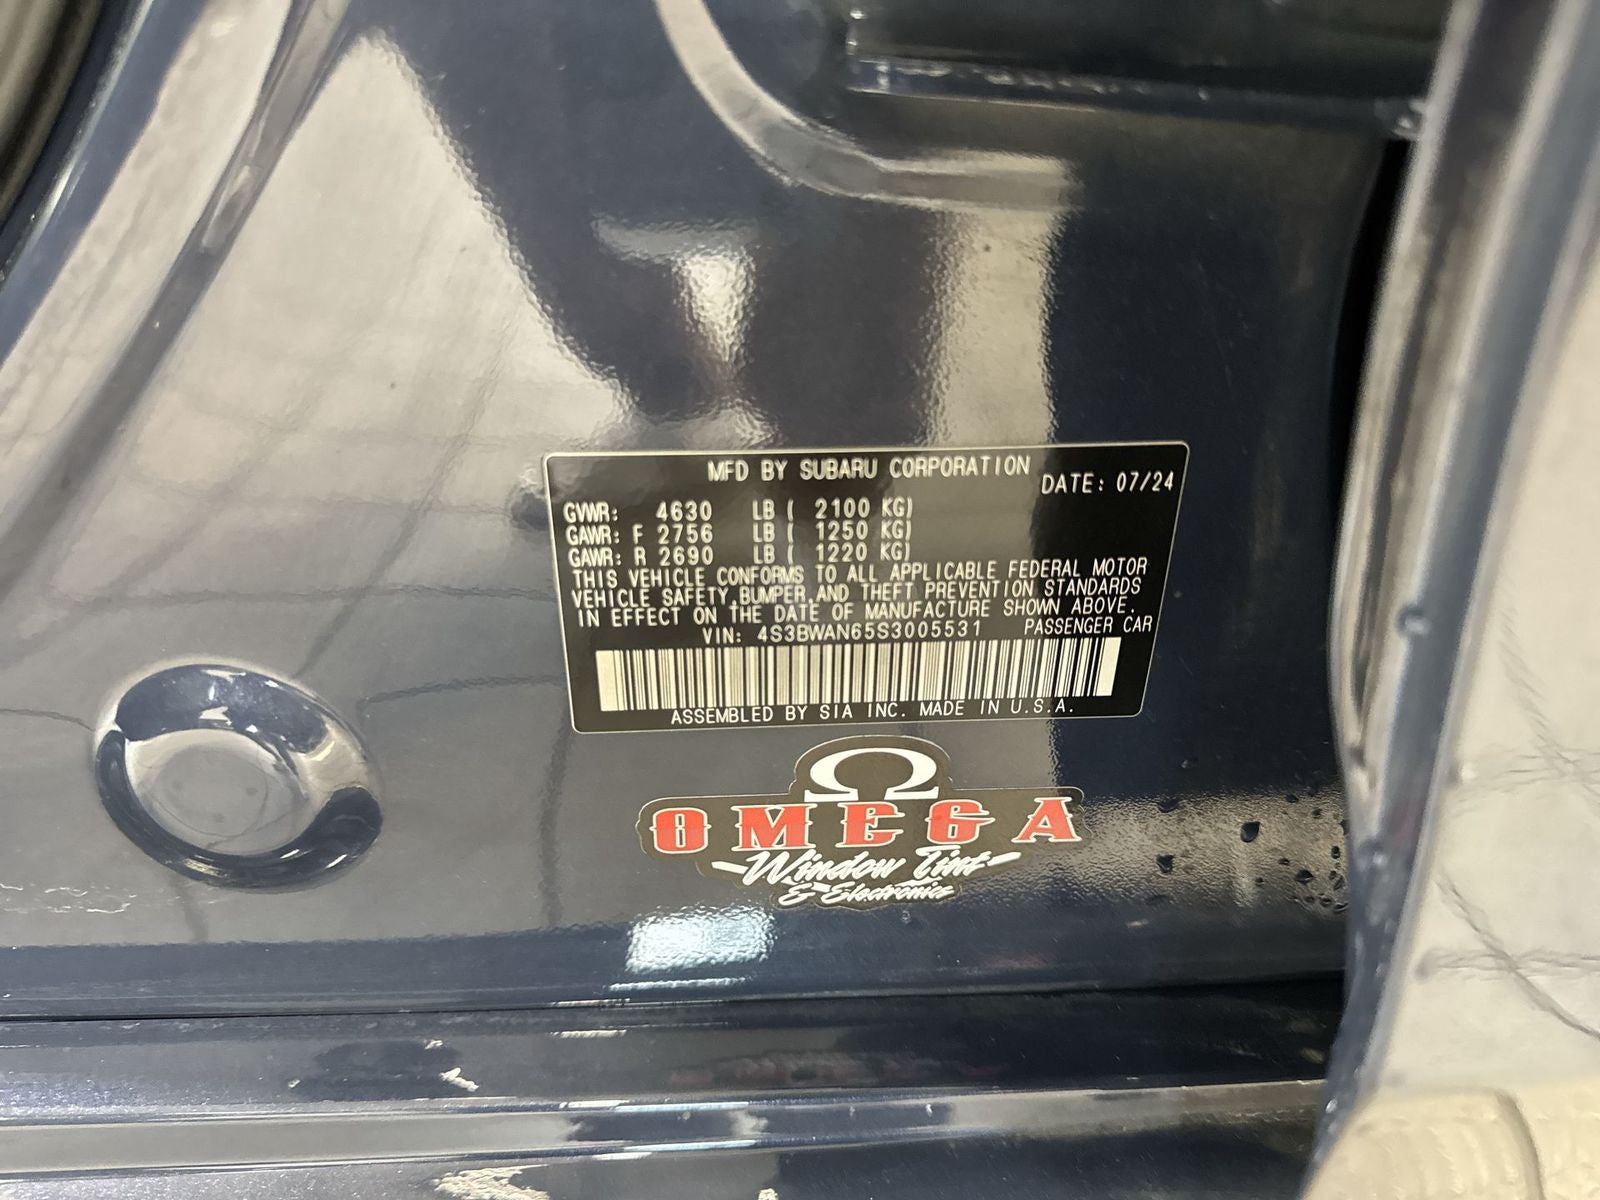 MFD BY SUBARU CORPORATION
DATE: 07/24
GVWR: 4630 LB ( 2100 KG)
GAWR: F 2756 LB ( 1250 KG)
GAWR: R 2690 LB ( 1220 KG)
THIS VEHICLE CONFORMS TO ALL APPLICABLE FEDERAL MOTOR
VEHICLE SAFETY,BUMPER,AND THEFT PREVENTION STANDARDS
IN EFFECT ON THE DATE OF MANUFACTURE SHOWN ABOVE.
VIN: 4S3BWAN65S3005531 PASSENGER CAR
ASSEMBLED BY SIA INC. MADE IN U.S.A.
Ω
OMEGA
Window Tint
& Electronics